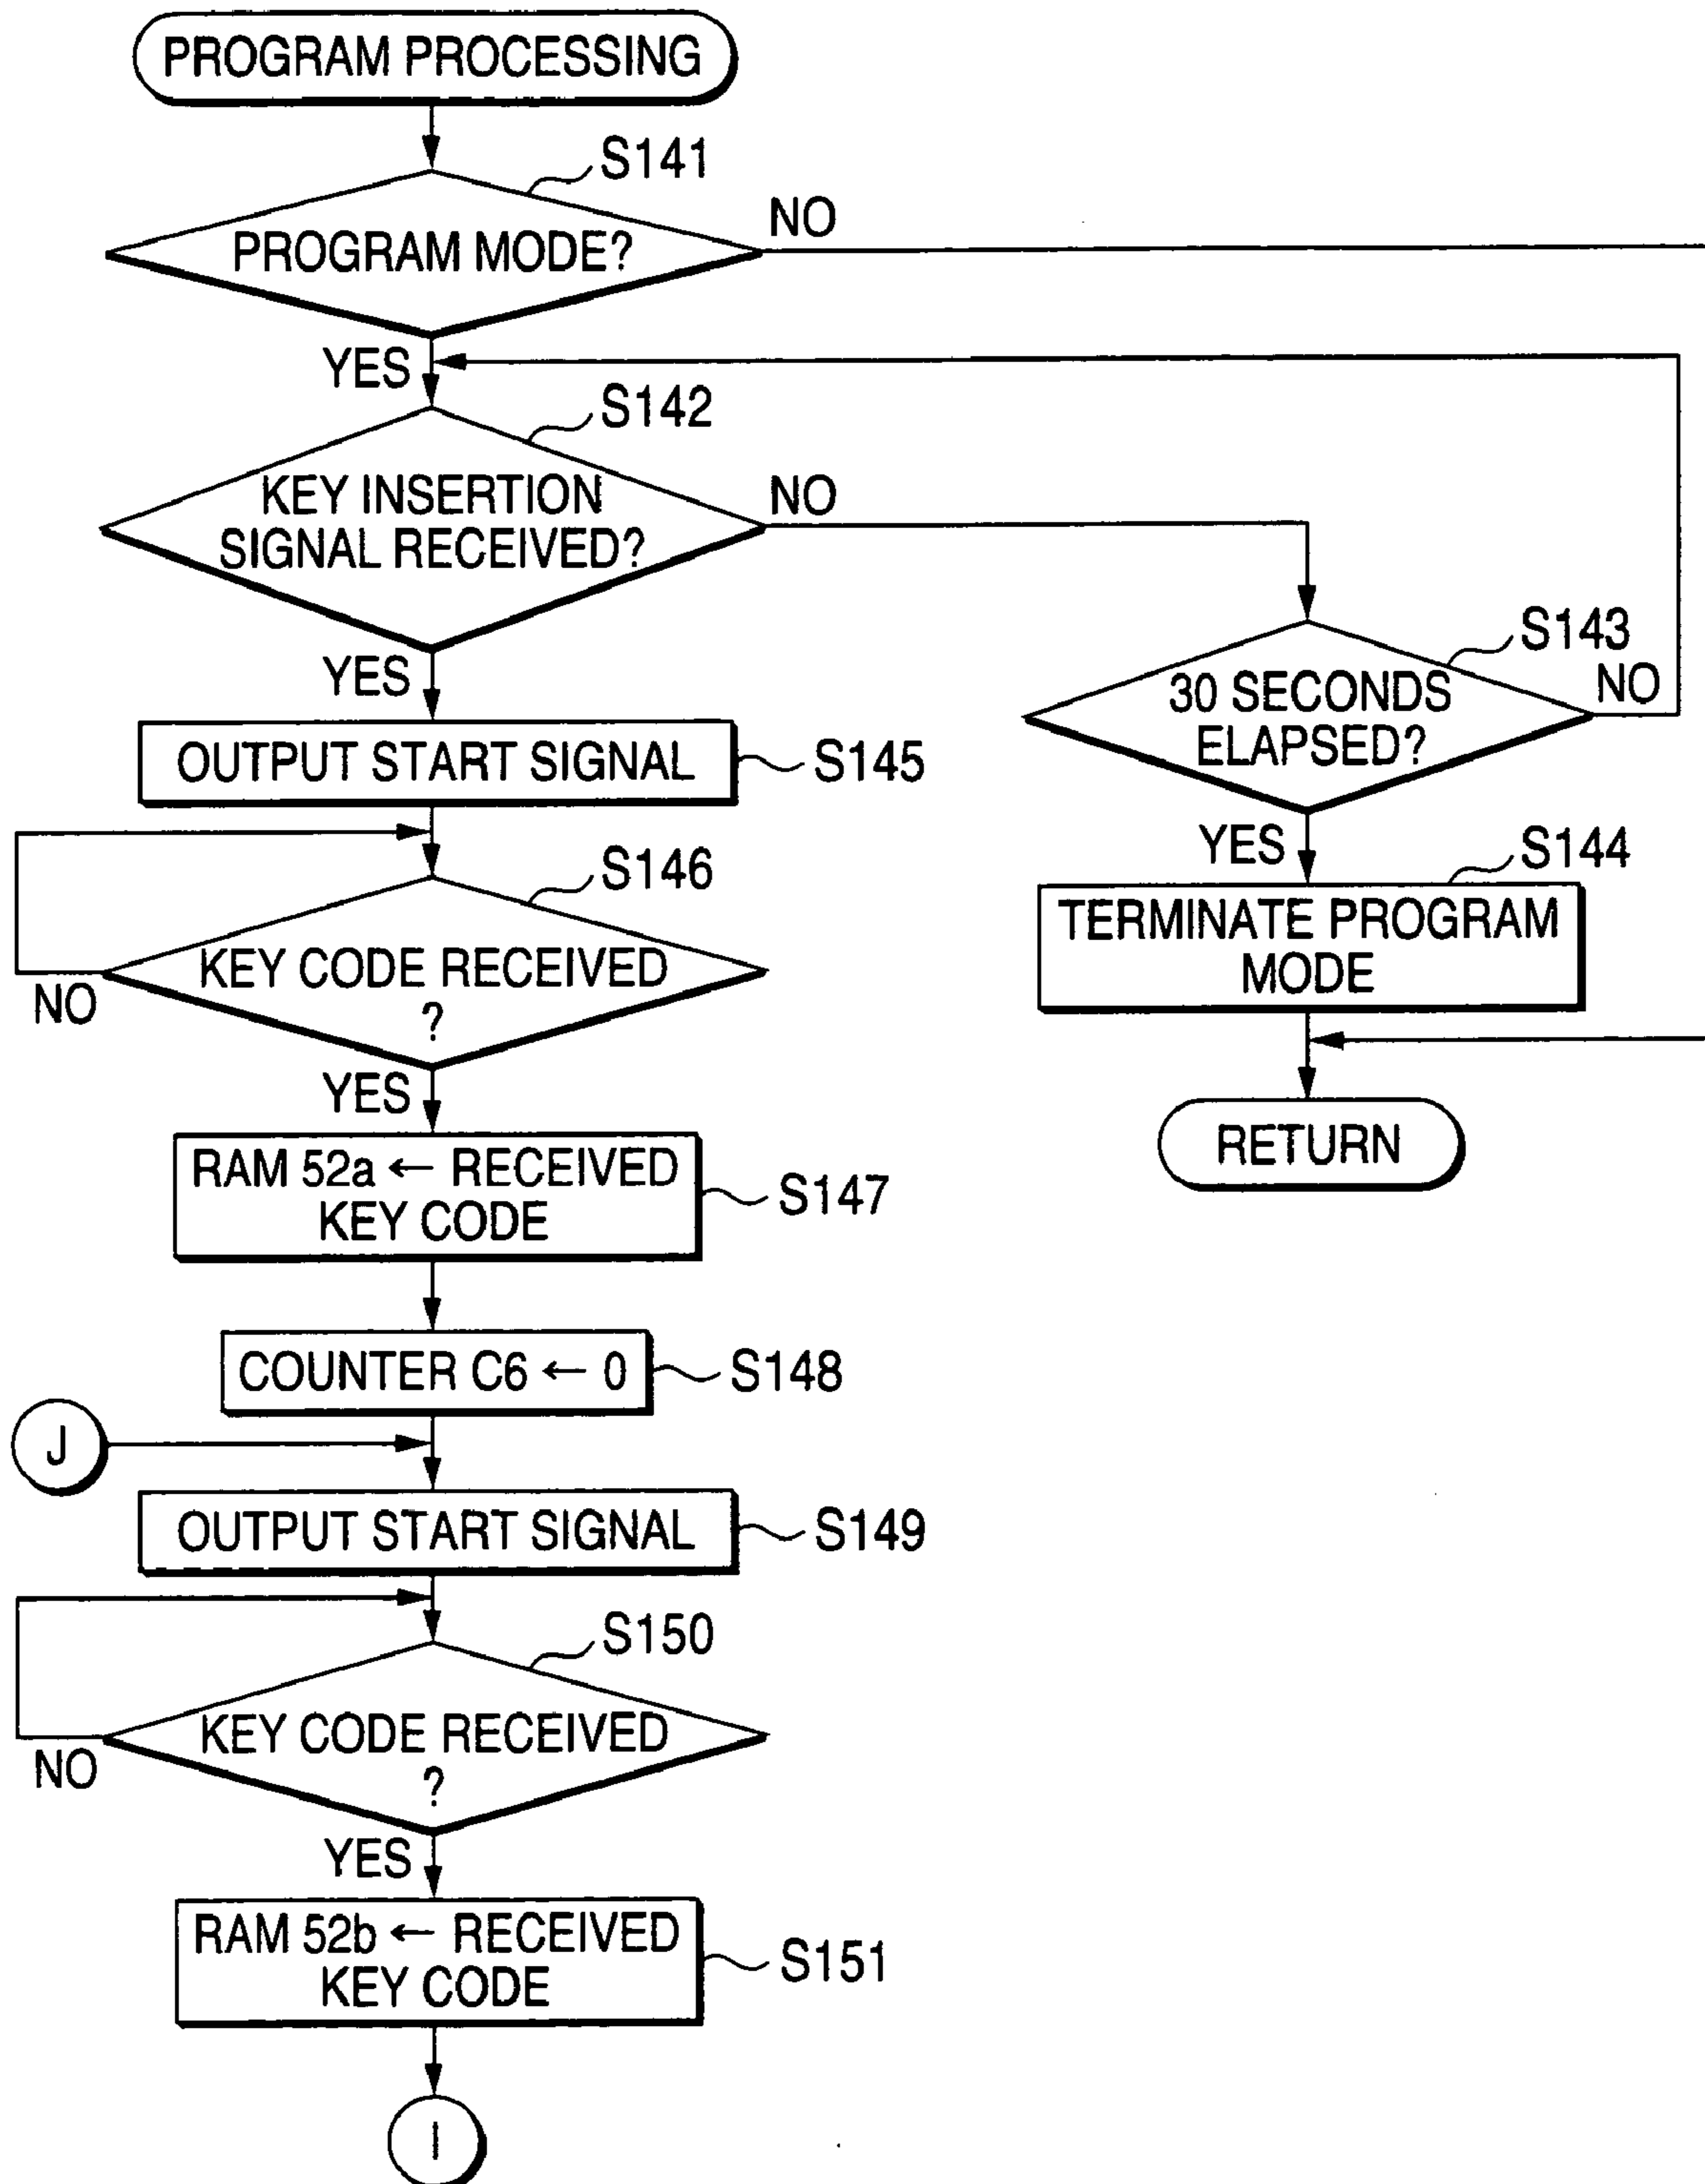 PROGRAM PROCESSING
S141
PROGRAM MODE?
NO
YES
S142
KEY INSERTION
SIGNAL RECEIVED?
NO
S143
30 SECONDS
ELAPSED?
NO
YES
S144
TERMINATE PROGRAM
MODE
RETURN
YES
OUTPUT START SIGNAL
S145
S146
KEY CODE RECEIVED
?
NO
YES
RAM 52a ← RECEIVED
KEY CODE
S147
COUNTER C6 ← 0
S148
J
OUTPUT START SIGNAL
S149
S150
KEY CODE RECEIVED
?
NO
YES
RAM 52b ← RECEIVED
KEY CODE
S151
I